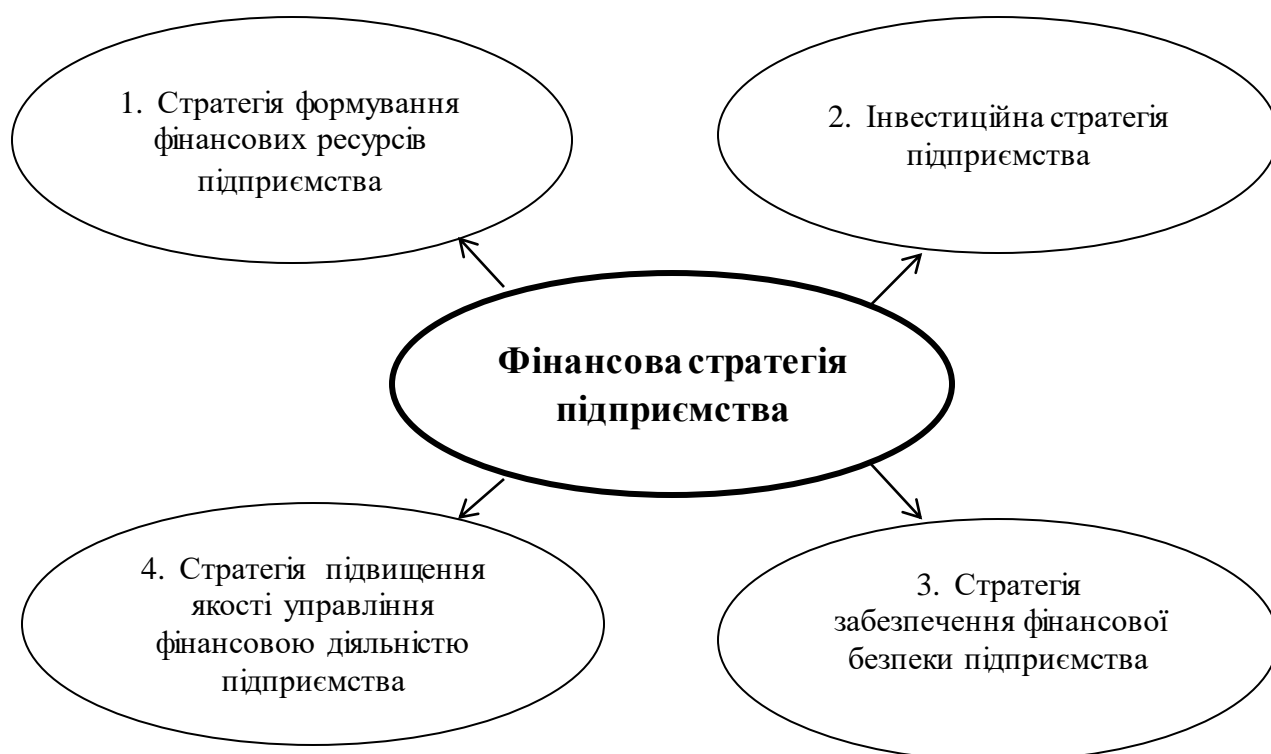 1. Стратегія формування
фінансових ресурсів
підприємства
2. Інвестиційна стратегія
підприємства
Фінансова стратегія
підприємства
4. Стратегія підвищення
якості управління
фінансовою діяльністю
підприємства
3. Стратегія
забезпечення фінансової
безпеки підприємства